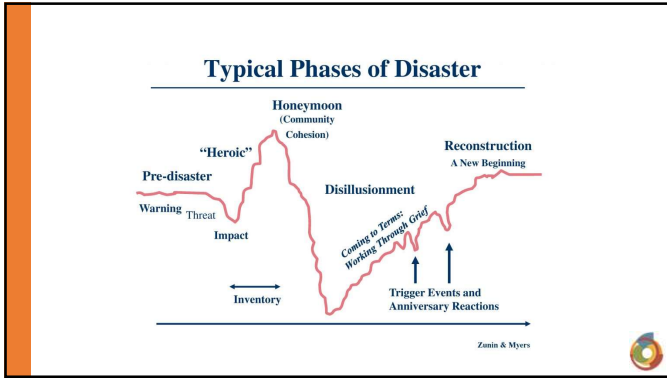 Typical Phases of Disaster
Honeymoon
(Community
Cohesion)
“Heroic”
Reconstruction
A New Beginning
Pre-disaster
Disillusionment
Warning
Threat
Impact
Coming to Terms:
Working Through Grief
Inventory
Trigger Events and
Anniversary Reactions
Zunin & Myers